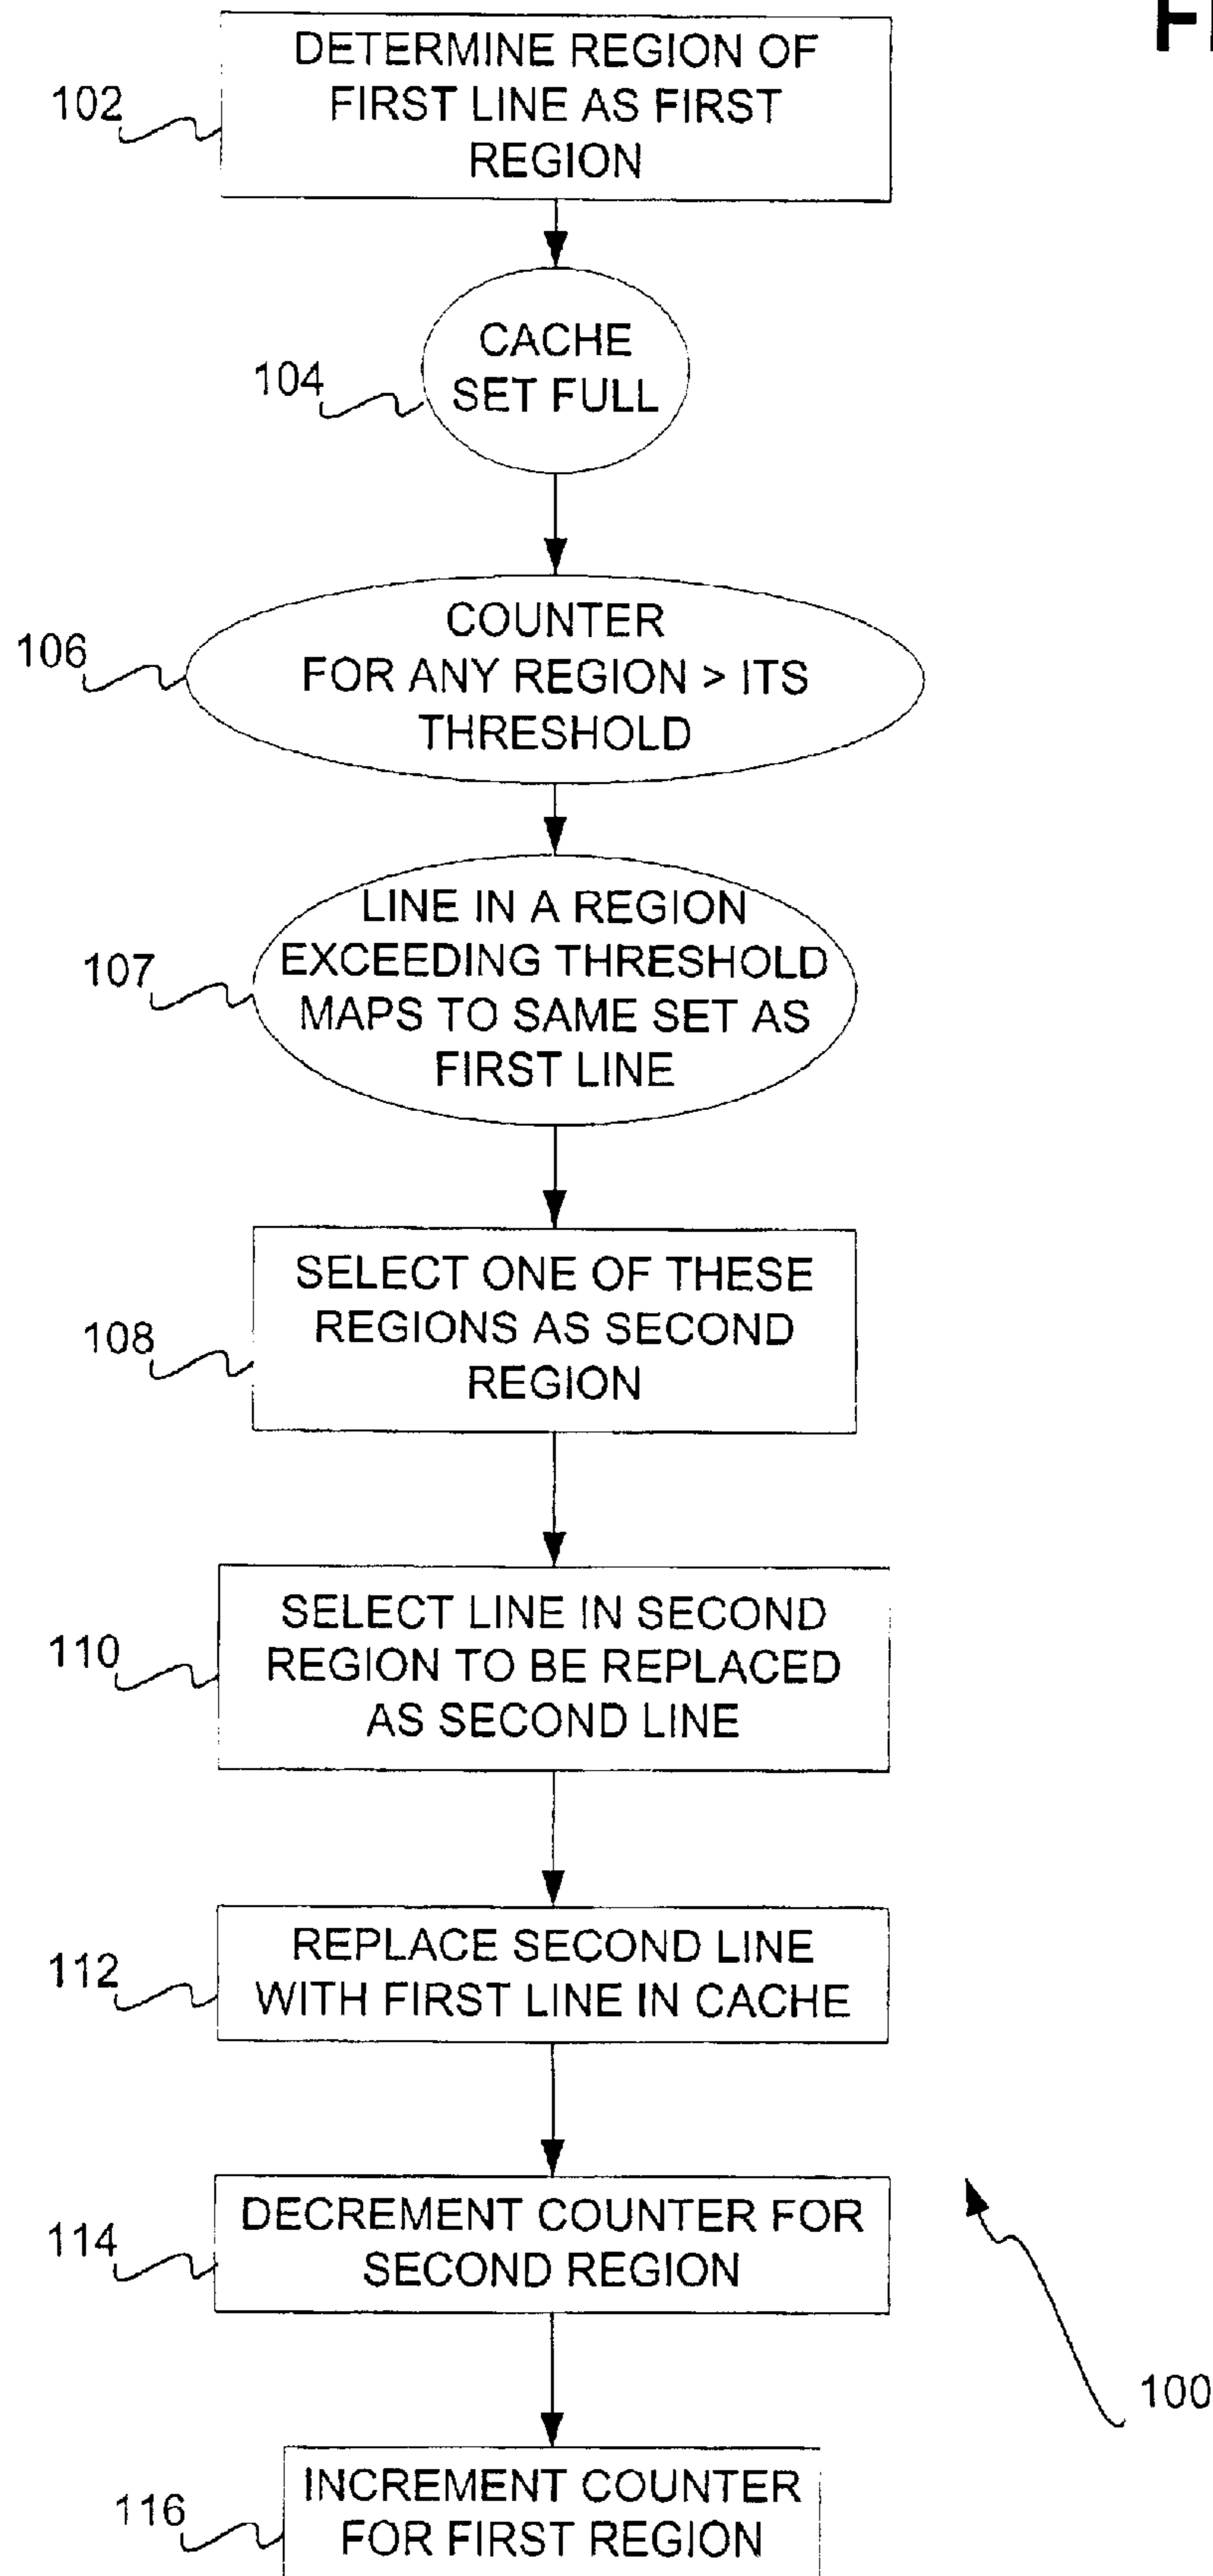 102
DETERMINE REGION OF
FIRST LINE AS FIRST
REGION
104
CACHE
SET FULL
106
COUNTER
FOR ANY REGION > ITS
THRESHOLD
107
LINE IN A REGION
EXCEEDING THRESHOLD
MAPS TO SAME SET AS
FIRST LINE
108
SELECT ONE OF THESE
REGIONS AS SECOND
REGION
110
SELECT LINE IN SECOND
REGION TO BE REPLACED
AS SECOND LINE
112
REPLACE SECOND LINE
WITH FIRST LINE IN CACHE
114
DECREMENT COUNTER FOR
SECOND REGION
100
116
INCREMENT COUNTER
FOR FIRST REGION